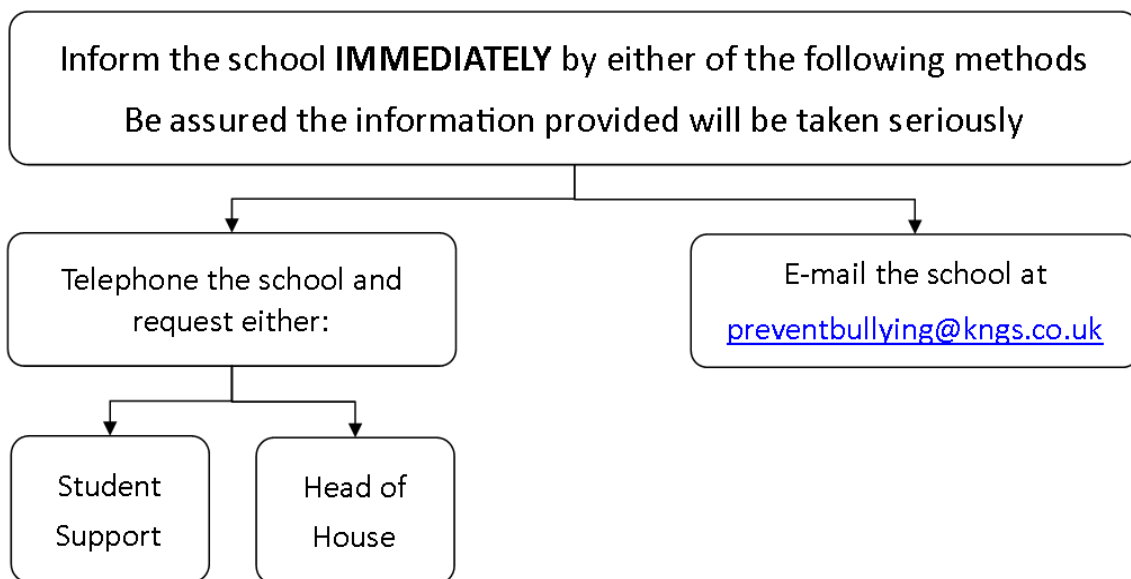 Inform the school IMMEDIATELY by either of the following methods
Be assured the information provided will be taken seriously
Telephone the school and
request either:
E-mail the school at
preventbullying@kngs.co.uk
Student
Support
Head of
House